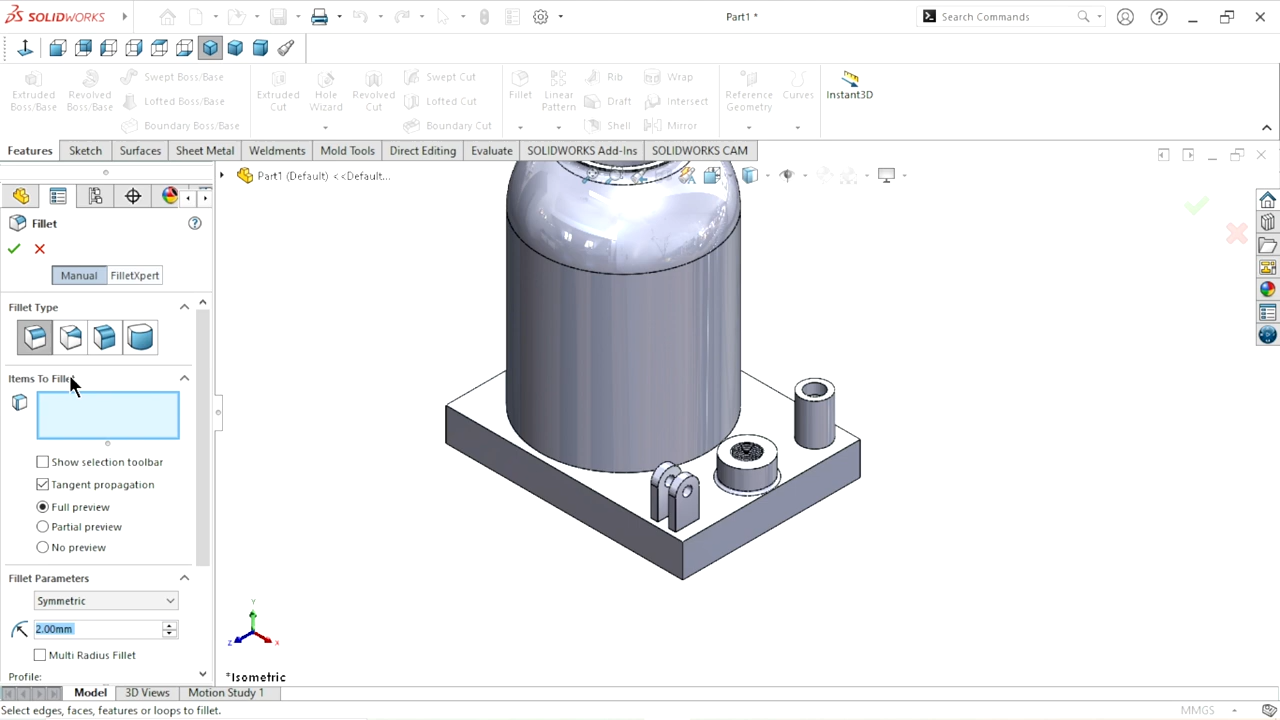 SOLIDWORKS
Part1 *
Search Commands
Extruded Boss/Base
Revolved Boss/Base
Swept Boss/Base
Lofted Boss/Base
Boundary Boss/Base
Extruded Cut
Hole Wizard
Revolved Cut
Swept Cut
Lofted Cut
Boundary Cut
Fillet
Linear Pattern
Rib
Draft
Shell
Wrap
Intersect
Mirror
Reference Geometry
Curves
Instant3D
Features
Sketch
Surfaces
Sheet Metal
Weldments
Mold Tools
Direct Editing
Evaluate
SOLIDWORKS Add-Ins
SOLIDWORKS CAM
Part1 (Default) <<Default...
Fillet
Manual
FilletXpert
Fillet Type
Items To Fillet
Show selection toolbar
Tangent propagation
Full preview
Partial preview
No preview
Fillet Parameters
Symmetric
2.00mm
Multi Radius Fillet
Profile:
Y
Z
X
*Isometric
Model
3D Views
Motion Study 1
Select edges, faces, features or loops to fillet.
MMGS